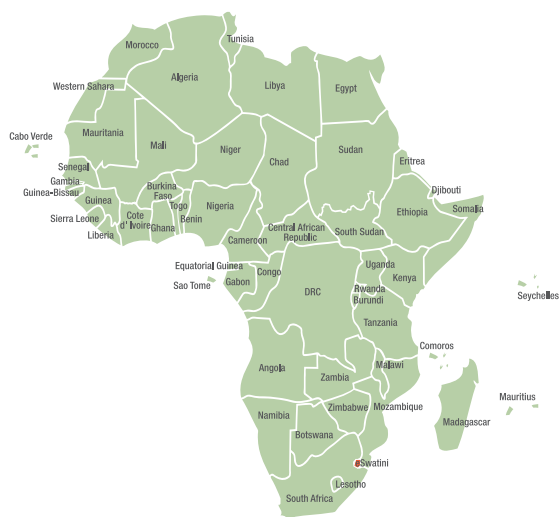 Tunisia
Morocco
Algeria
Libya
Egypt
Western Sahara
Mauritania
Mali
Niger
Chad
Sudan
Eritrea
Cabo Verde
Senegal
Gambia
Guinea-Bissau
Guinea
Sierra Leone
Liberia
Cote
d' Ivoire
Burkina
Faso
Ghana
Togo
Benin
Nigeria
Djibouti
Somalia
Ethiopia
South Sudan
Central African
Republic
Cameroon
Equatorial Guinea
Sao Tome
Gabon
Congo
DRC
Uganda
Kenya
Rwanda
Burundi
Tanzania
Seychelles
Comoros
Malawi
Angola
Zambia
Mozambique
Zimbabwe
Mauritius
Madagascar
Namibia
Botswana
eSwatini
Lesotho
South Africa